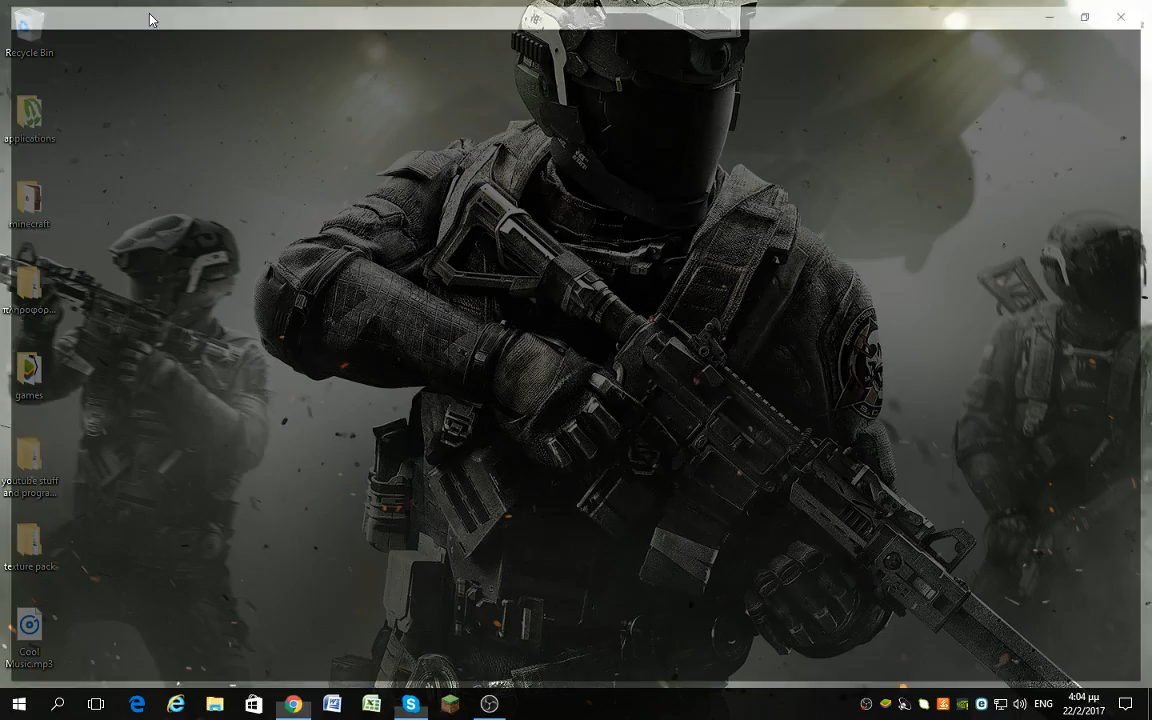 Recycle Bin
applications
minecraft
πληροφόρ...
games
youtube stuff
and progra...
texture pack
Cool
Music.mp3
ENG
4:04 μμ
22/2/2017